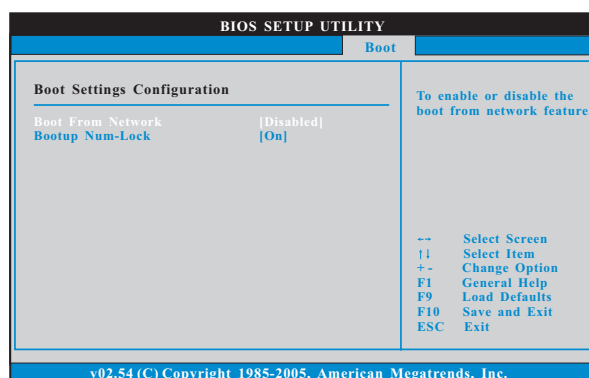 BIOS SETUP UTILITY
Boot
Boot Settings Configuration
Boot From Network [Disabled]
Bootup Num-Lock [On]
To enable or disable the
boot from network feature
←→ Select Screen
↑↓ Select Item
+ - Change Option
F1 General Help
F9 Load Defaults
F10 Save and Exit
ESC Exit
v02.54 (C) Copyright 1985-2005, American Megatrends, Inc.